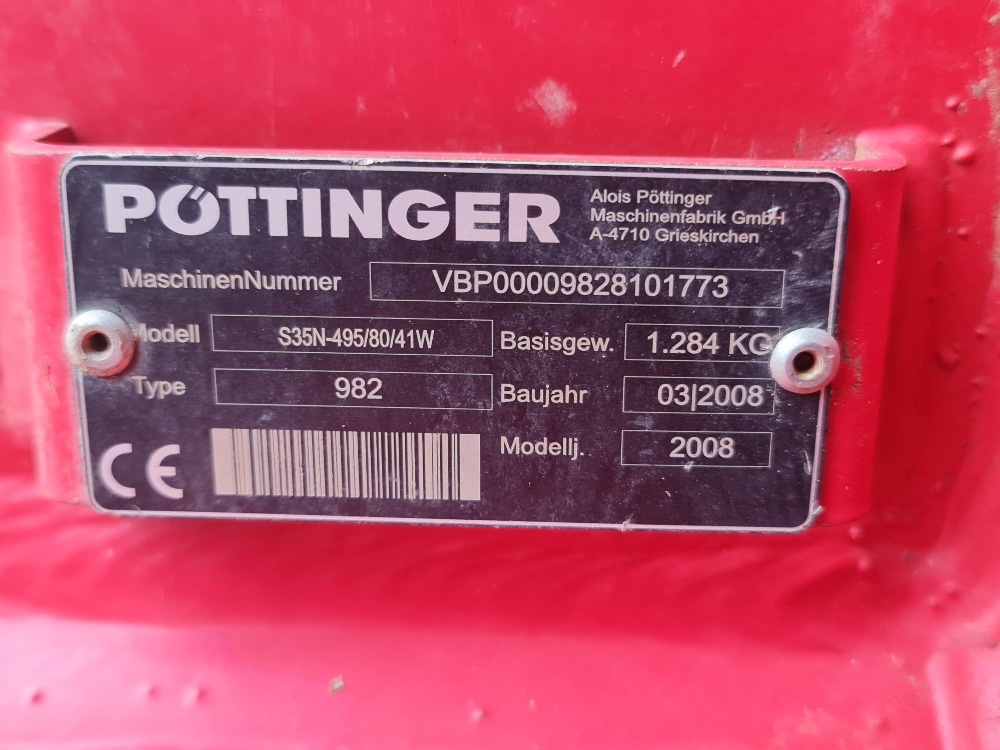 PÖTTINGER
Alois Pöttinger
Maschinenfabrik GmbH
A-4710 Grieskirchen
MaschinenNummer VBP00009828101773
Modell S35N-495/80/41W Basisgew. 1.284 KG
Type 982 Baujahr 03|2008
CE Modellj. 2008